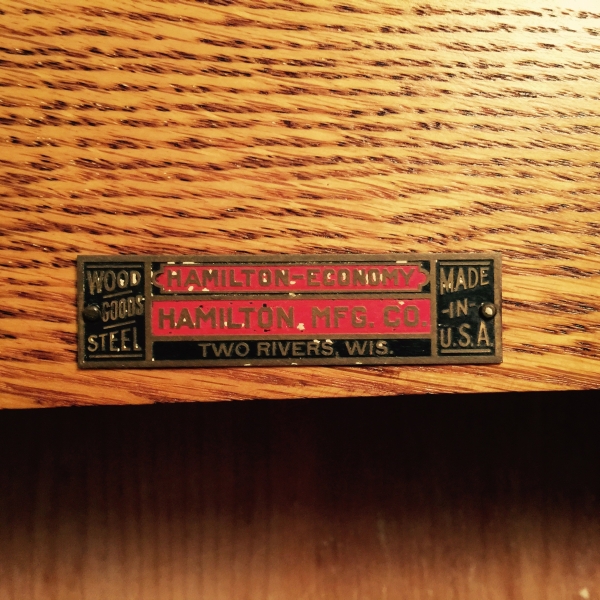 WOOD
GOODS
STEEL
HAMILTON-ECONOMY
HAMILTON MFG. CO.
TWO RIVERS, WIS.
MADE
-IN-
U.S.A.